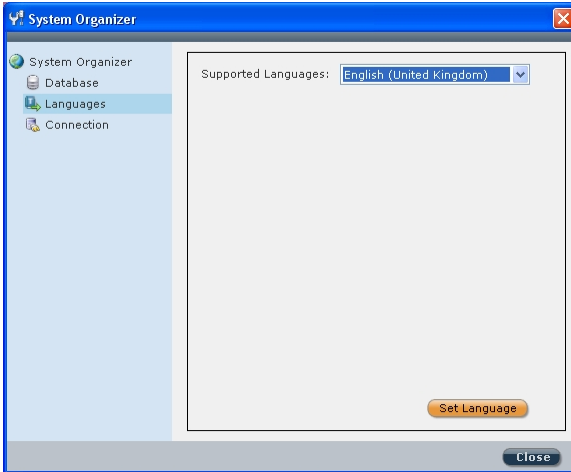 System Organizer
System Organizer
Database
Languages
Connection
Supported Languages: English (United Kingdom)
Set Language
Close